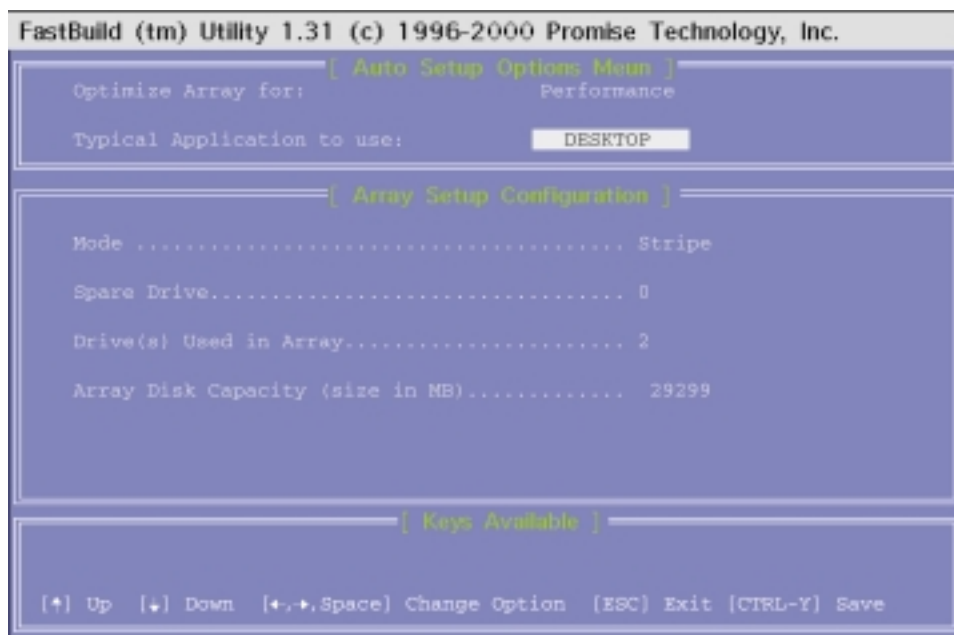 FastBuild (tm) Utility 1.31 (c) 1996-2000 Promise Technology, Inc.
[ Auto Setup Options Meun ]
Optimize Array for: Performance
Typical Application to use: DESKTOP
[ Array Setup Configuration ]
Mode ........................................ Stripe
Spare Drive.................................. 0
Drive(s) Used in Array....................... 2
Array Disk Capacity (size in MB)............. 29299
[ Keys Available ]
[↑] Up [↓] Down [←,→,Space] Change Option [ESC] Exit [CTRL-Y] Save